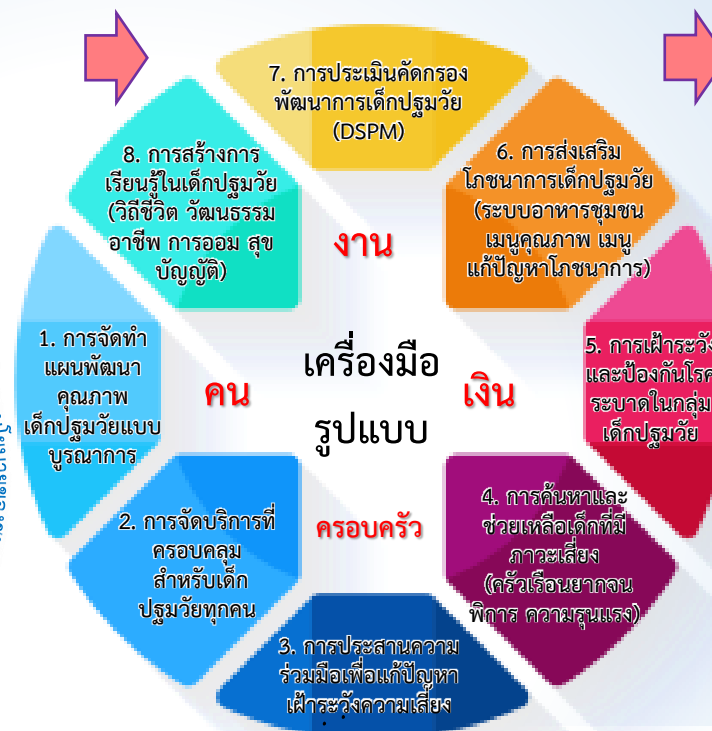 7. การประเมินคัดกรอง
พัฒนาการเด็กปฐมวัย
(DSPM)
8. การสร้างการ
เรียนรู้ในเด็กปฐมวัย
(วิถีชีวิต วัฒนธรรม
อาชีพ การออม สุข
บัญญัติ)
6. การส่งเสริม
โภชนาการเด็กปฐมวัย
(ระบบอาหารชุมชน
เมนูคุณภาพ เมนู
แก้ปัญหาโภชนาการ)
งาน
1. การจัดทำ
แผนพัฒนา
คุณภาพ
เด็กปฐมวัยแบบ
บูรณาการ
คน
เครื่องมือ
รูปแบบ
เงิน
5. การเฝ้าระวัง
และป้องกันโรค
ระบาดในกลุ่ม
เด็กปฐมวัย
2. การจัดบริการที่
ครอบคลุม
สำหรับเด็ก
ปฐมวัยทุกคน
ครอบครัว
4. การค้นหาและ
ช่วยเหลือเด็กที่มี
ภาวะเสี่ยง
(ครัวเรือนยากจน
พิการ ความรุนแรง)
3. การประสานความ
ร่วมมือเพื่อแก้ปัญหา
เฝ้าระวังความเสี่ยง